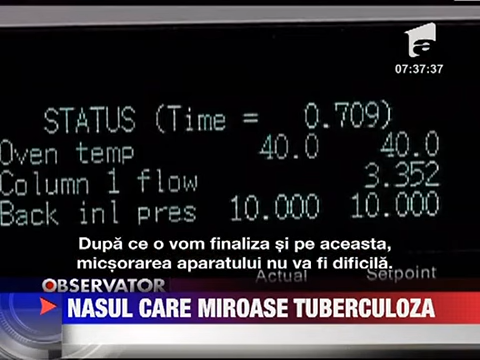 07:37:37
STATUS (Time = 0.709)
Oven temp 40.0 40.0
Column 1 flow 3.352
Back inl pres 10.000 10.000
După ce o vom finaliza și pe aceasta,
micșorarea aparatului nu va fi dificilă.
Actual Setpoint
OBSERVATOR
NASUL CARE MIROASE TUBERCULOZA